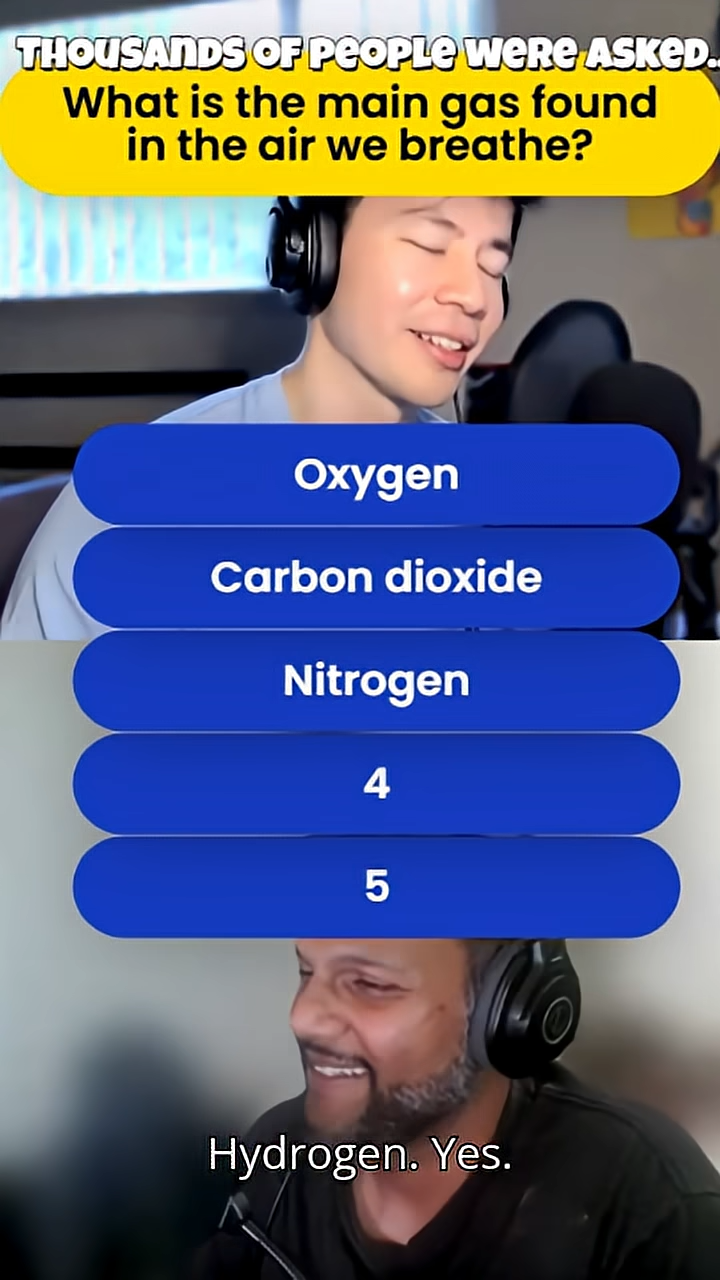 THOUSANDS OF PEOPLE WERE ASKED..
What is the main gas found
in the air we breathe?
Oxygen
Carbon dioxide
Nitrogen
4
5
Hydrogen. Yes.